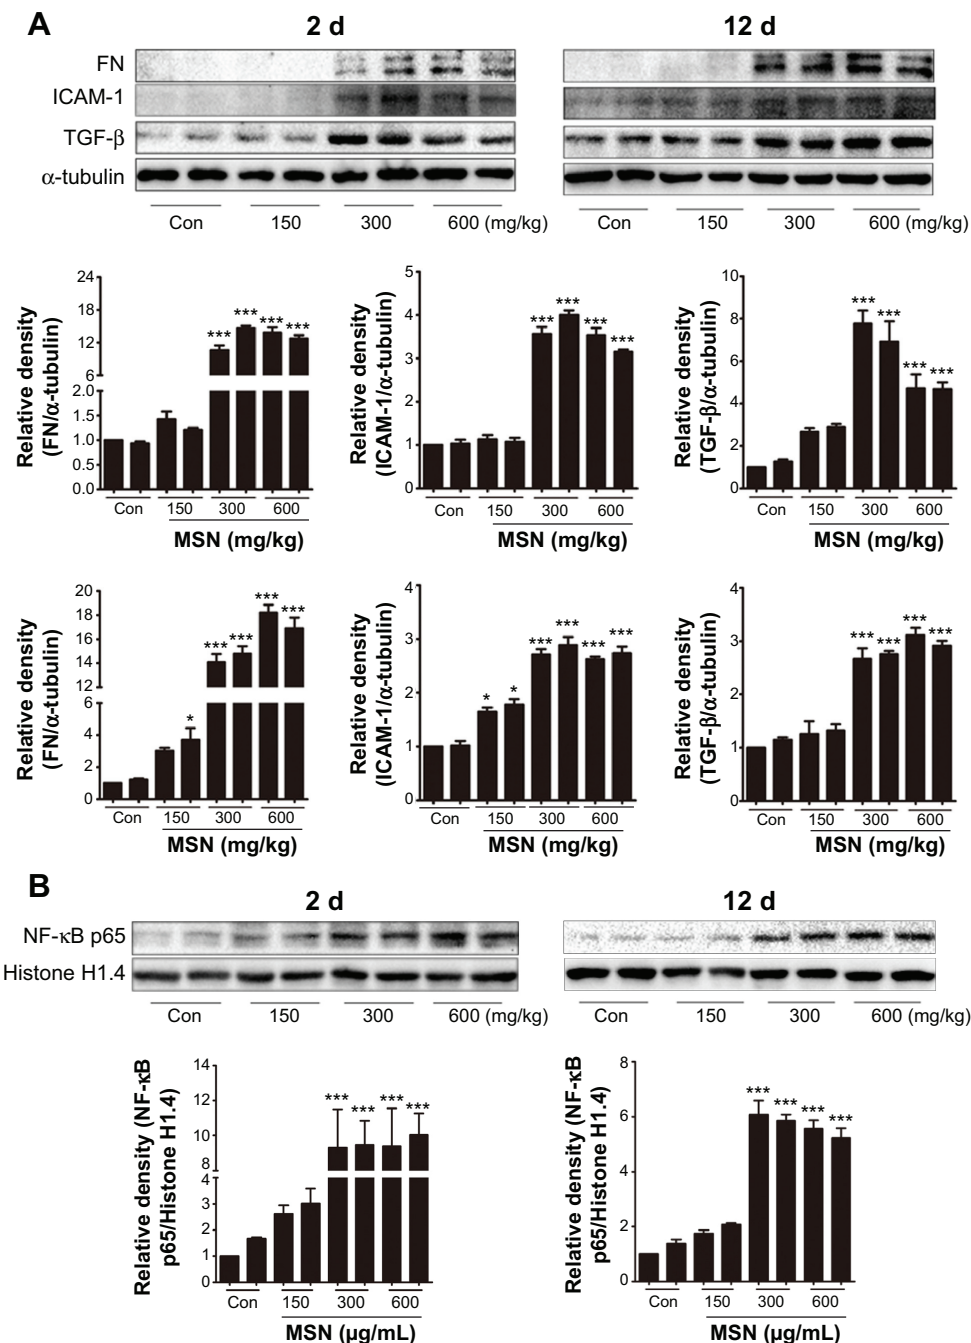 A
2 d
12 d
FN
ICAM-1
TGF-β
α-tubulin
Con 150 300 600 (mg/kg)
Con 150 300 600 (mg/kg)
Relative density
(FN/α-tubulin)
24
18
12
6
2.0
1.5
1.0
0.5
0.0
*** *** *** ***
Con 150 300 600
MSN (mg/kg)
Relative density
(ICAM-1/α-tubulin)
5
4
3
2
1
0
*** *** *** ***
Con 150 300 600
MSN (mg/kg)
Relative density
(TGF-β/α-tubulin)
10
8
6
4
2
0
*** *** *** ***
Con 150 300 600
MSN (mg/kg)
Relative density
(FN/α-tubulin)
20
18
16
14
12
6
4
2
0
* *** *** *** ***
Con 150 300 600
MSN (mg/kg)
Relative density
(ICAM-1/α-tubulin)
4
3
2
1
0
* * *** *** *** ***
Con 150 300 600
MSN (mg/kg)
Relative density
(TGF-β/α-tubulin)
4
3
2
1
0
*** *** *** ***
Con 150 300 600
MSN (mg/kg)
B
2 d
12 d
NF-κB p65
Histone H1.4
Con 150 300 600 (mg/kg)
Con 150 300 600 (mg/kg)
Relative density (NF-κB
p65/Histone H1.4)
14
12
10
8
4
3
2
1
0
*** *** *** ***
Con 150 300 600
MSN (µg/mL)
Relative density (NF-κB
p65/Histone H1.4)
8
6
4
2
0
*** *** *** ***
Con 150 300 600
MSN (µg/mL)